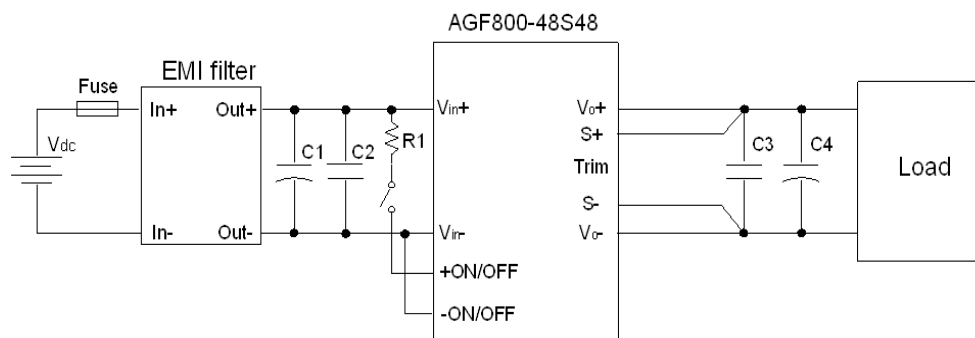 AGF800-48S48
EMI filter
Fuse
In+ Out+
Vin+
Vo+
S+
R1
C1 C2
C3 C4
Vdc
Trim
Load
S-
In- Out-
Vin-
Vo-
+ON/OFF
-ON/OFF